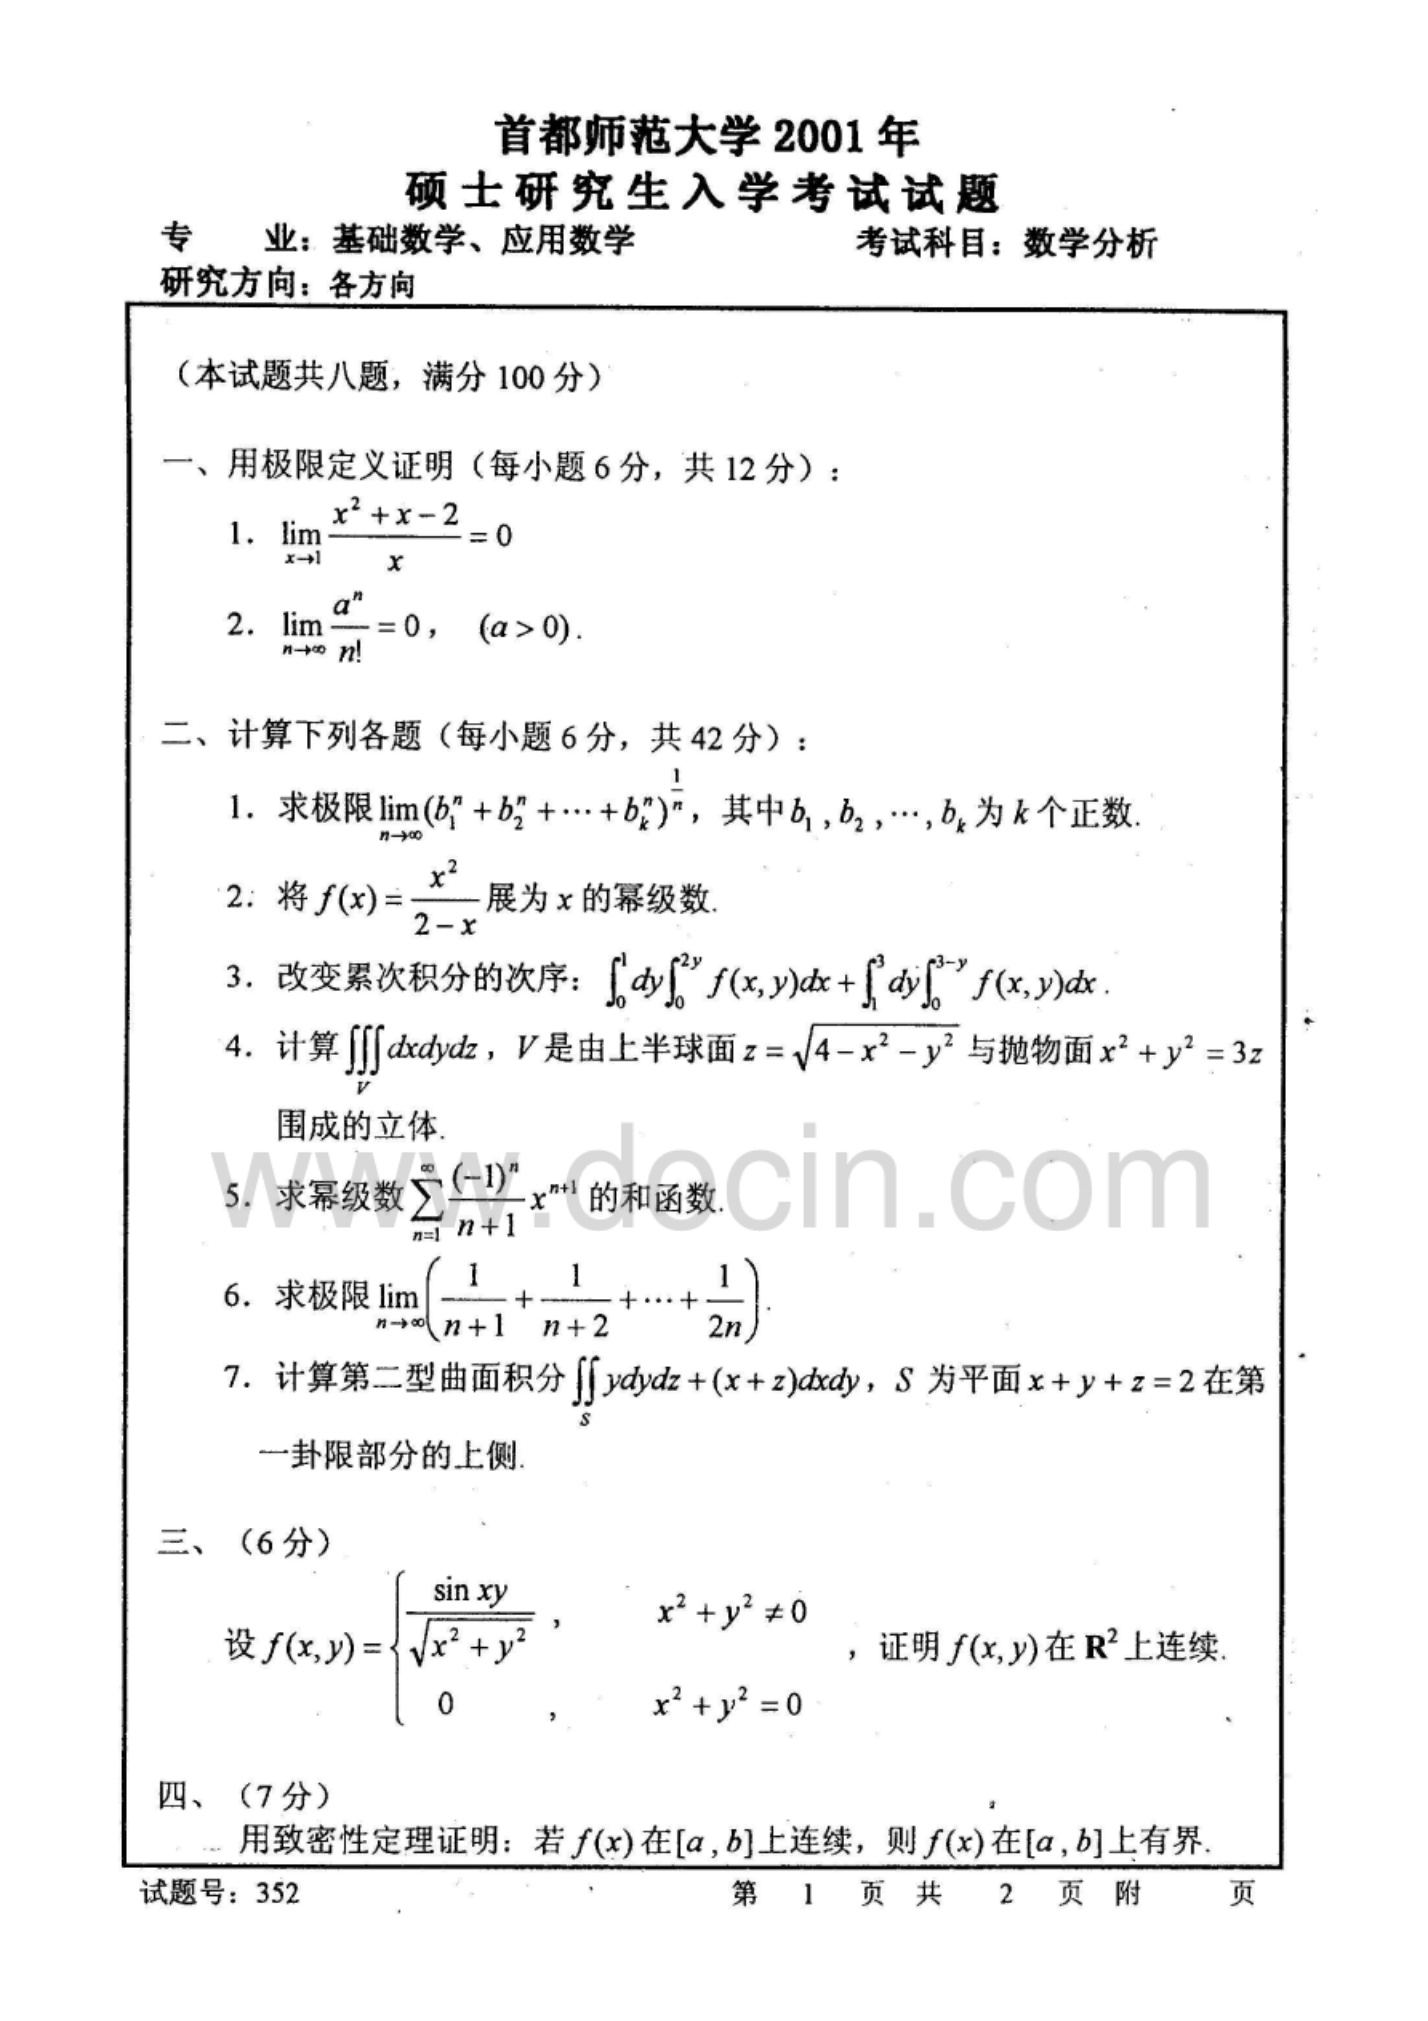 首都师范大学 2001 年
硕士研究生入学考试试题
专 业：基础数学、应用数学 考试科目：数学分析
研究方向：各方向
（本试题共八题，满分 100 分）
一、用极限定义证明（每小题 6 分，共 12 分）：
1. $\lim_{x\to 1}\frac{x^2+x-2}{x}=0$
2. $\lim_{n\to\infty}\frac{a^n}{n!}=0$， $(a>0)$.
二、计算下列各题（每小题 6 分，共 42 分）：
1. 求极限 $\lim_{n\to\infty}(b_1^n+b_2^n+\cdots+b_k^n)^{\frac{1}{n}}$，其中 $b_1,b_2,\cdots,b_k$ 为 k 个正数.
2. 将 $f(x)=\frac{x^2}{2-x}$ 展为 x 的幂级数.
3. 改变累次积分的次序：$\int_0^1 dy\int_0^{2y} f(x,y)dx+\int_1^3 dy\int_0^{3-y} f(x,y)dx$.
4. 计算 $\iiint_V dxdydz$，V 是由上半球面 $z=\sqrt{4-x^2-y^2}$ 与抛物面 $x^2+y^2=3z$
围成的立体.
5. 求幂级数 $\sum_{n=1}^{\infty}\frac{(-1)^n}{n+1}x^{n+1}$ 的和函数.
6. 求极限 $\lim_{n\to\infty}\left(\frac{1}{n+1}+\frac{1}{n+2}+\cdots+\frac{1}{2n}\right)$.
7. 计算第二型曲面积分 $\iint_S ydydz+(x+z)dxdy$，S 为平面 $x+y+z=2$ 在第
一卦限部分的上侧.
三、（6 分）
设 $f(x,y)=\begin{cases}\frac{\sin xy}{\sqrt{x^2+y^2}}, & x^2+y^2\neq 0\\ 0, & x^2+y^2=0\end{cases}$，证明 $f(x,y)$ 在 $\mathbf{R}^2$ 上连续.
四、（7 分）
用致密性定理证明：若 $f(x)$ 在 $[a,b]$ 上连续，则 $f(x)$ 在 $[a,b]$ 上有界.
试题号：352 第 1 页 共 2 页 附 页
www.docin.com